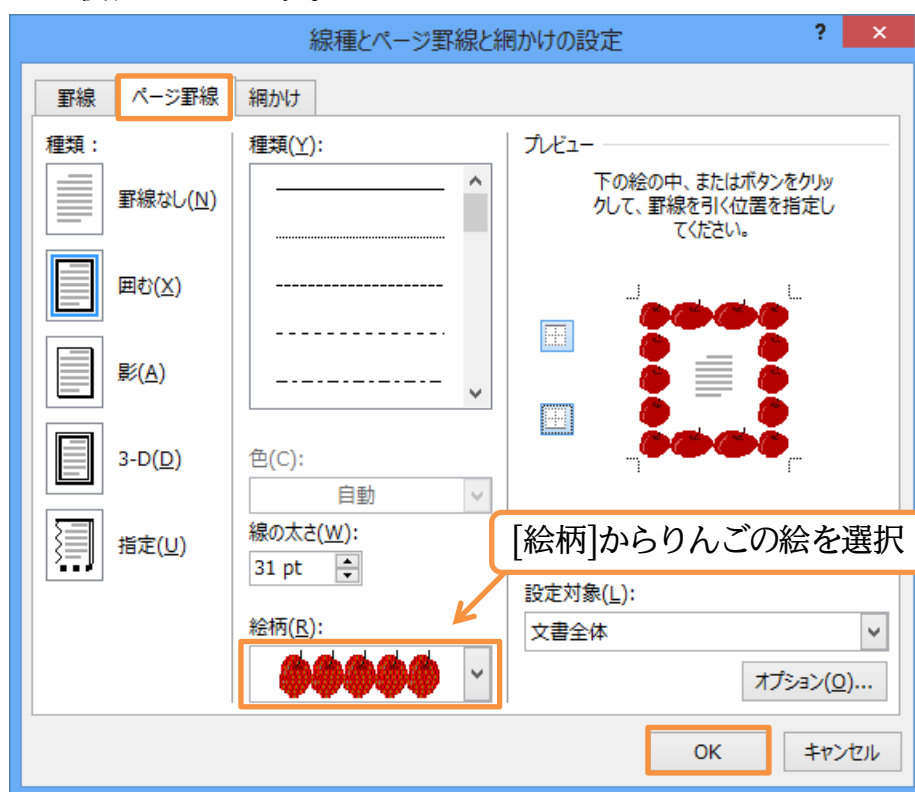 線種とページ罫線と網かけの設定
?
×
罫線
ページ罫線
網かけ
種類：
罫線なし(N)
囲む(X)
影(A)
3-D(D)
指定(U)
種類(Y):
色(C):
自動
線の太さ(W):
31 pt
絵柄(R):
プレビュー
下の絵の中、またはボタンをクリッ
クして、罫線を引く位置を指定し
てください。
[絵柄]からりんごの絵を選択
設定対象(L):
文書全体
オプション(O)...
OK
キャンセル